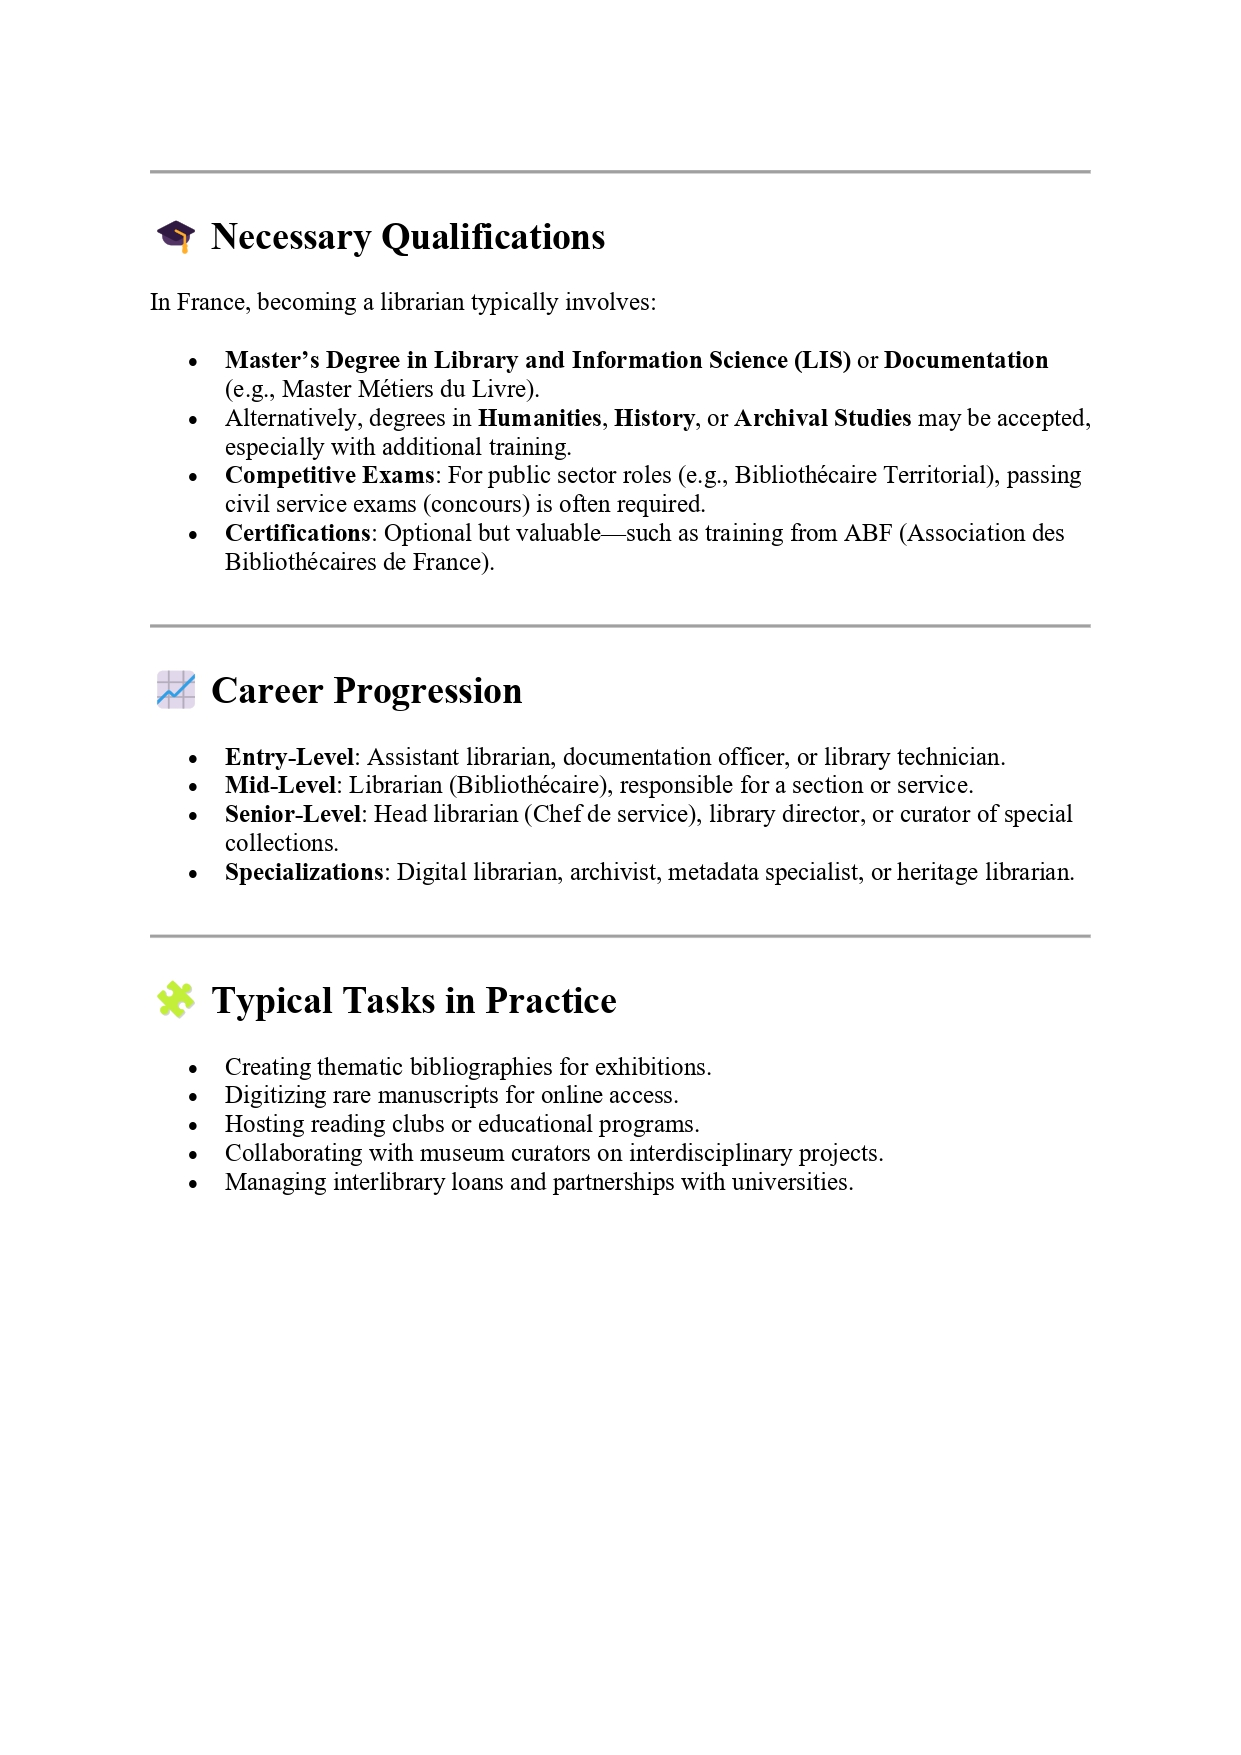 Necessary Qualifications
In France, becoming a librarian typically involves:
• Master’s Degree in Library and Information Science (LIS) or Documentation
(e.g., Master Métiers du Livre).
• Alternatively, degrees in Humanities, History, or Archival Studies may be accepted,
especially with additional training.
• Competitive Exams: For public sector roles (e.g., Bibliothécaire Territorial), passing
civil service exams (concours) is often required.
• Certifications: Optional but valuable—such as training from ABF (Association des
Bibliothécaires de France).
Career Progression
• Entry-Level: Assistant librarian, documentation officer, or library technician.
• Mid-Level: Librarian (Bibliothécaire), responsible for a section or service.
• Senior-Level: Head librarian (Chef de service), library director, or curator of special
collections.
• Specializations: Digital librarian, archivist, metadata specialist, or heritage librarian.
Typical Tasks in Practice
• Creating thematic bibliographies for exhibitions.
• Digitizing rare manuscripts for online access.
• Hosting reading clubs or educational programs.
• Collaborating with museum curators on interdisciplinary projects.
• Managing interlibrary loans and partnerships with universities.